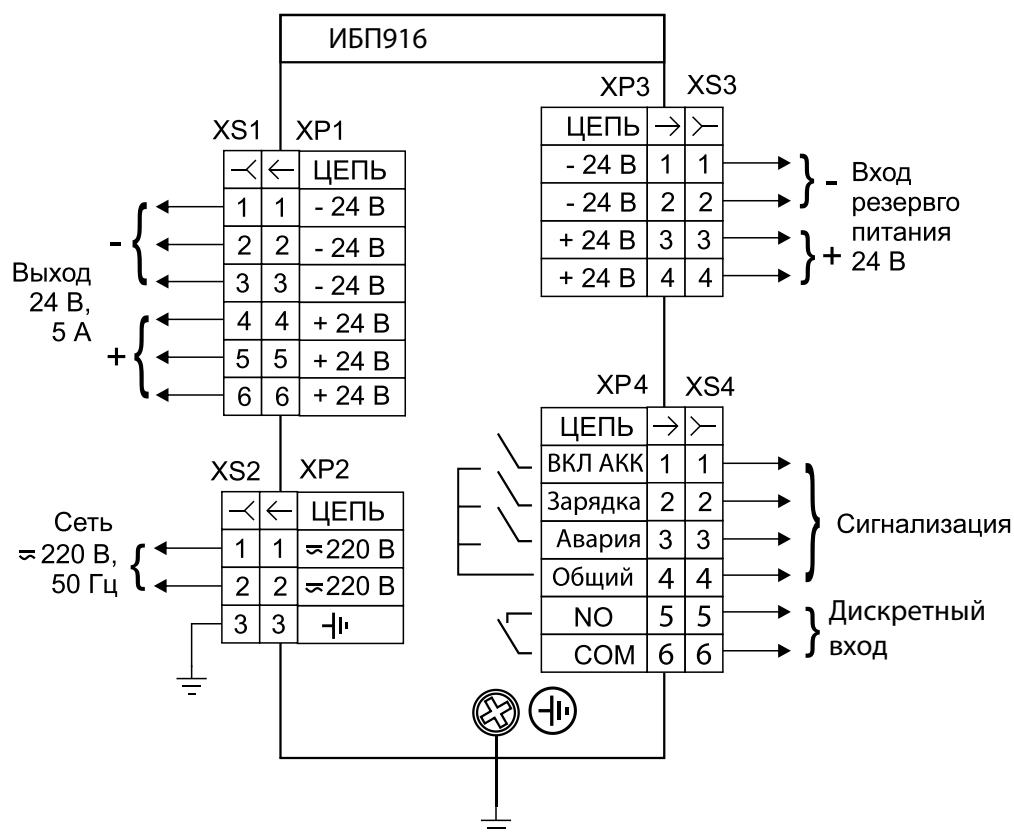 ИБП916
XS1 XP1
ЦЕПЬ
1 1 - 24 В
2 2 - 24 В
3 3 - 24 В
4 4 + 24 В
5 5 + 24 В
6 6 + 24 В
-
Выход
24 В,
5 А
+
XS2 XP2
ЦЕПЬ
1 1 ≂220 В
2 2 ≂220 В
3 3
Сеть
≂220 В,
50 Гц
XP3 XS3
ЦЕПЬ
- 24 В 1 1
- 24 В 2 2
+ 24 В 3 3
+ 24 В 4 4
- Вход
резервго
питания
+ 24 В
XP4 XS4
ЦЕПЬ
ВКЛ АКК 1 1
Зарядка 2 2
Авария 3 3
Общий 4 4
NO 5 5
COM 6 6
Сигнализация
Дискретный
вход